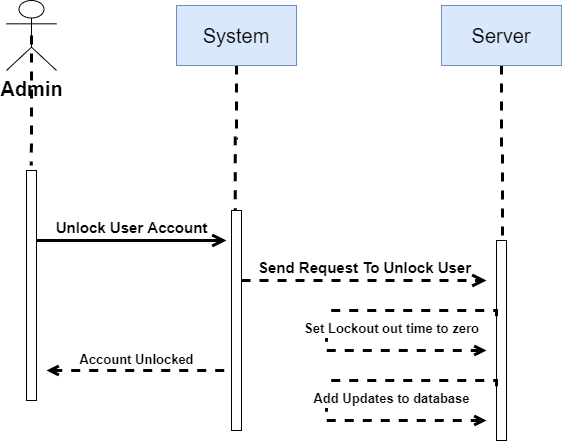 System
Server
Admin
Unlock User Account
Send Request To Unlock User
Set Lockout out time to zero
Account Unlocked
Add Updates to database